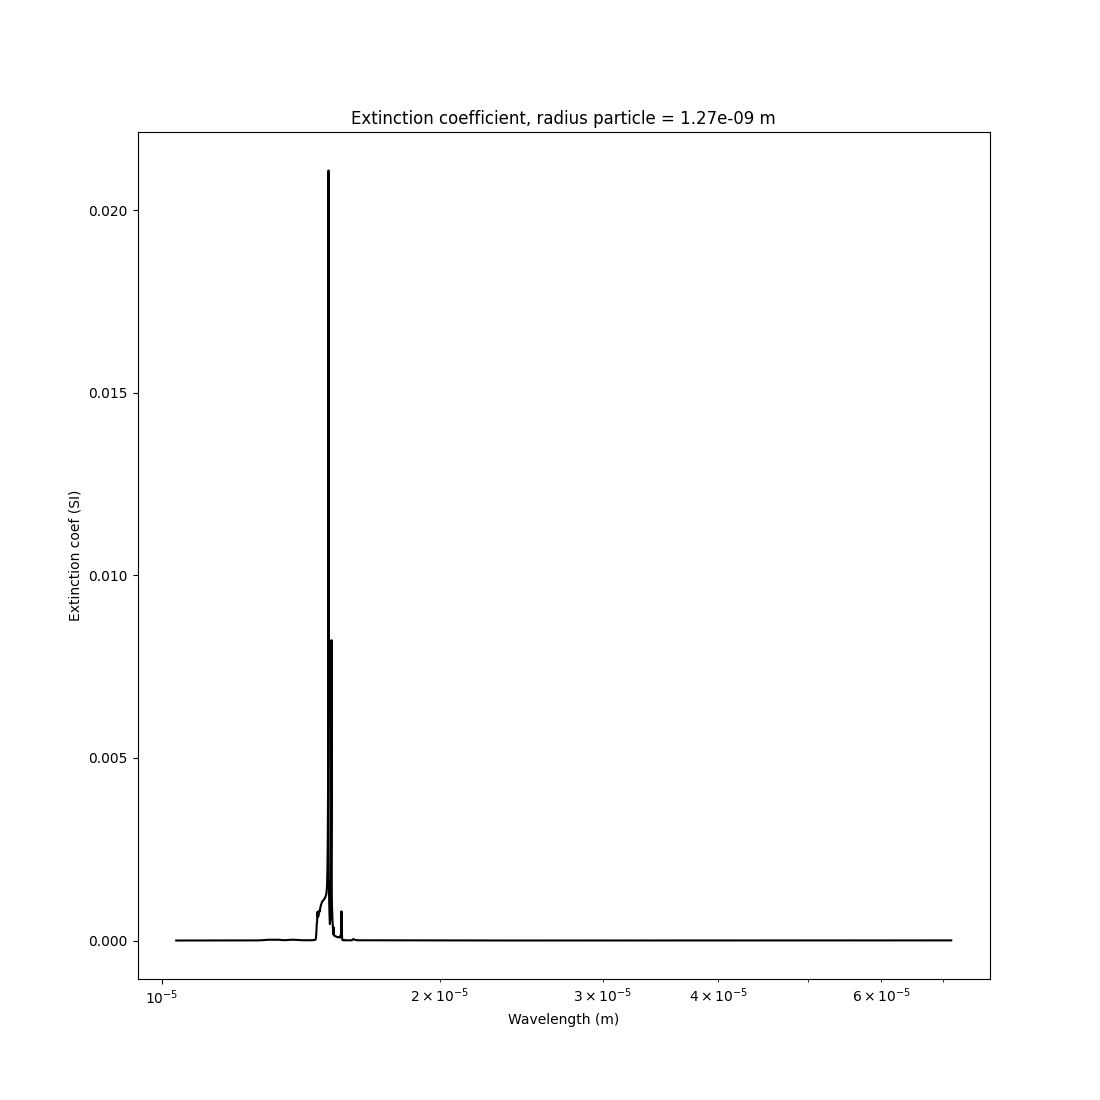 Extinction coefficient, radius particle = 1.27e-09 m
0.020
0.015
0.010
0.005
0.000
Extinction coef (SI)
10⁻⁵
2 × 10⁻⁵
3 × 10⁻⁵
4 × 10⁻⁵
6 × 10⁻⁵
Wavelength (m)